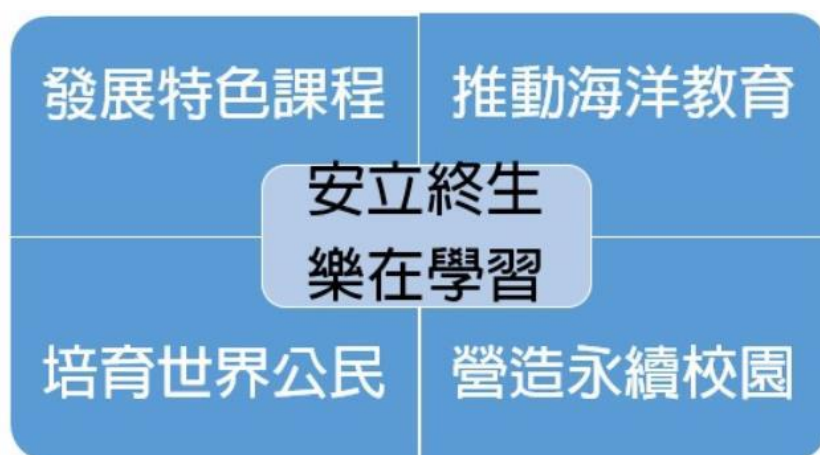 發展特色課程
推動海洋教育
安立終生
樂在學習
培育世界公民
營造永續校園